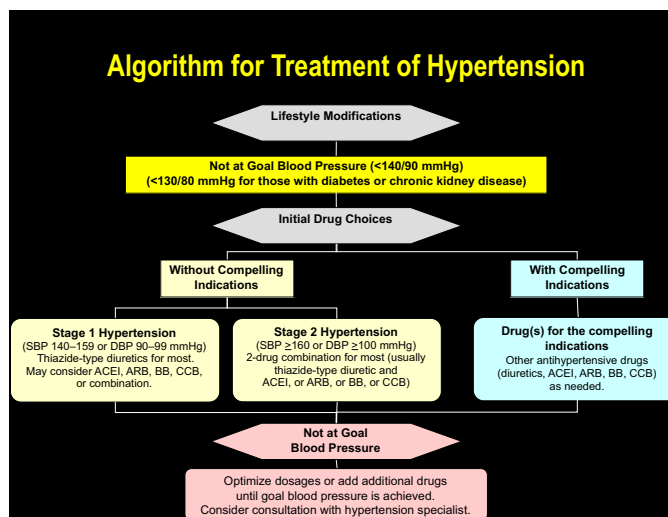 Algorithm for Treatment of Hypertension
Lifestyle Modifications
Not at Goal Blood Pressure (<140/90 mmHg)
(<130/80 mmHg for those with diabetes or chronic kidney disease)
Initial Drug Choices
Without Compelling
Indications
With Compelling
Indications
Stage 1 Hypertension
(SBP 140–159 or DBP 90–99 mmHg)
Thiazide-type diuretics for most.
May consider ACEI, ARB, BB, CCB,
or combination.
Stage 2 Hypertension
(SBP ≥160 or DBP ≥100 mmHg)
2-drug combination for most (usually
thiazide-type diuretic and
ACEI, or ARB, or BB, or CCB)
Drug(s) for the compelling
indications
Other antihypertensive drugs
(diuretics, ACEI, ARB, BB, CCB)
as needed.
Not at Goal
Blood Pressure
Optimize dosages or add additional drugs
until goal blood pressure is achieved.
Consider consultation with hypertension specialist.